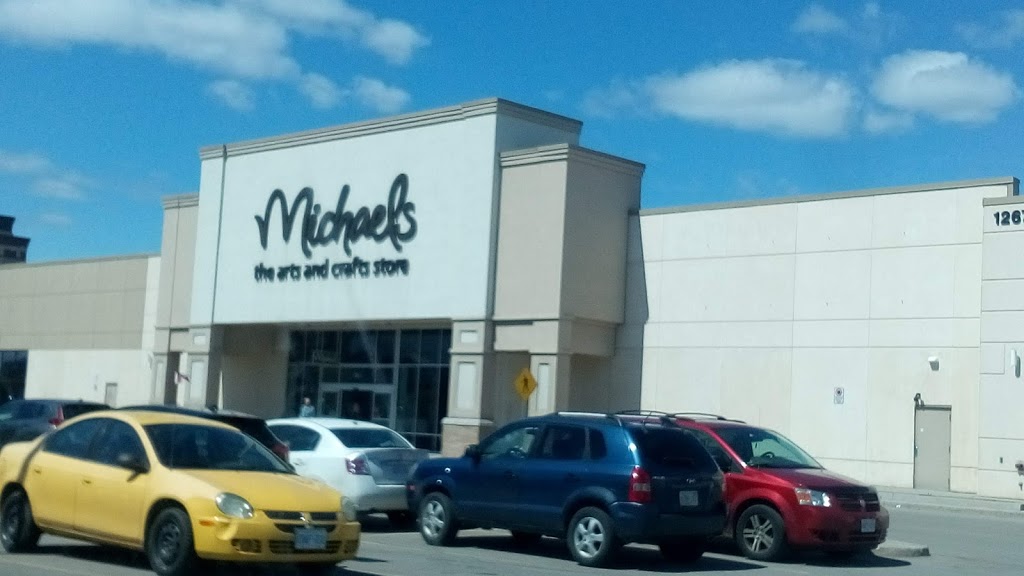 Michaels
the arts and crafts store
1267